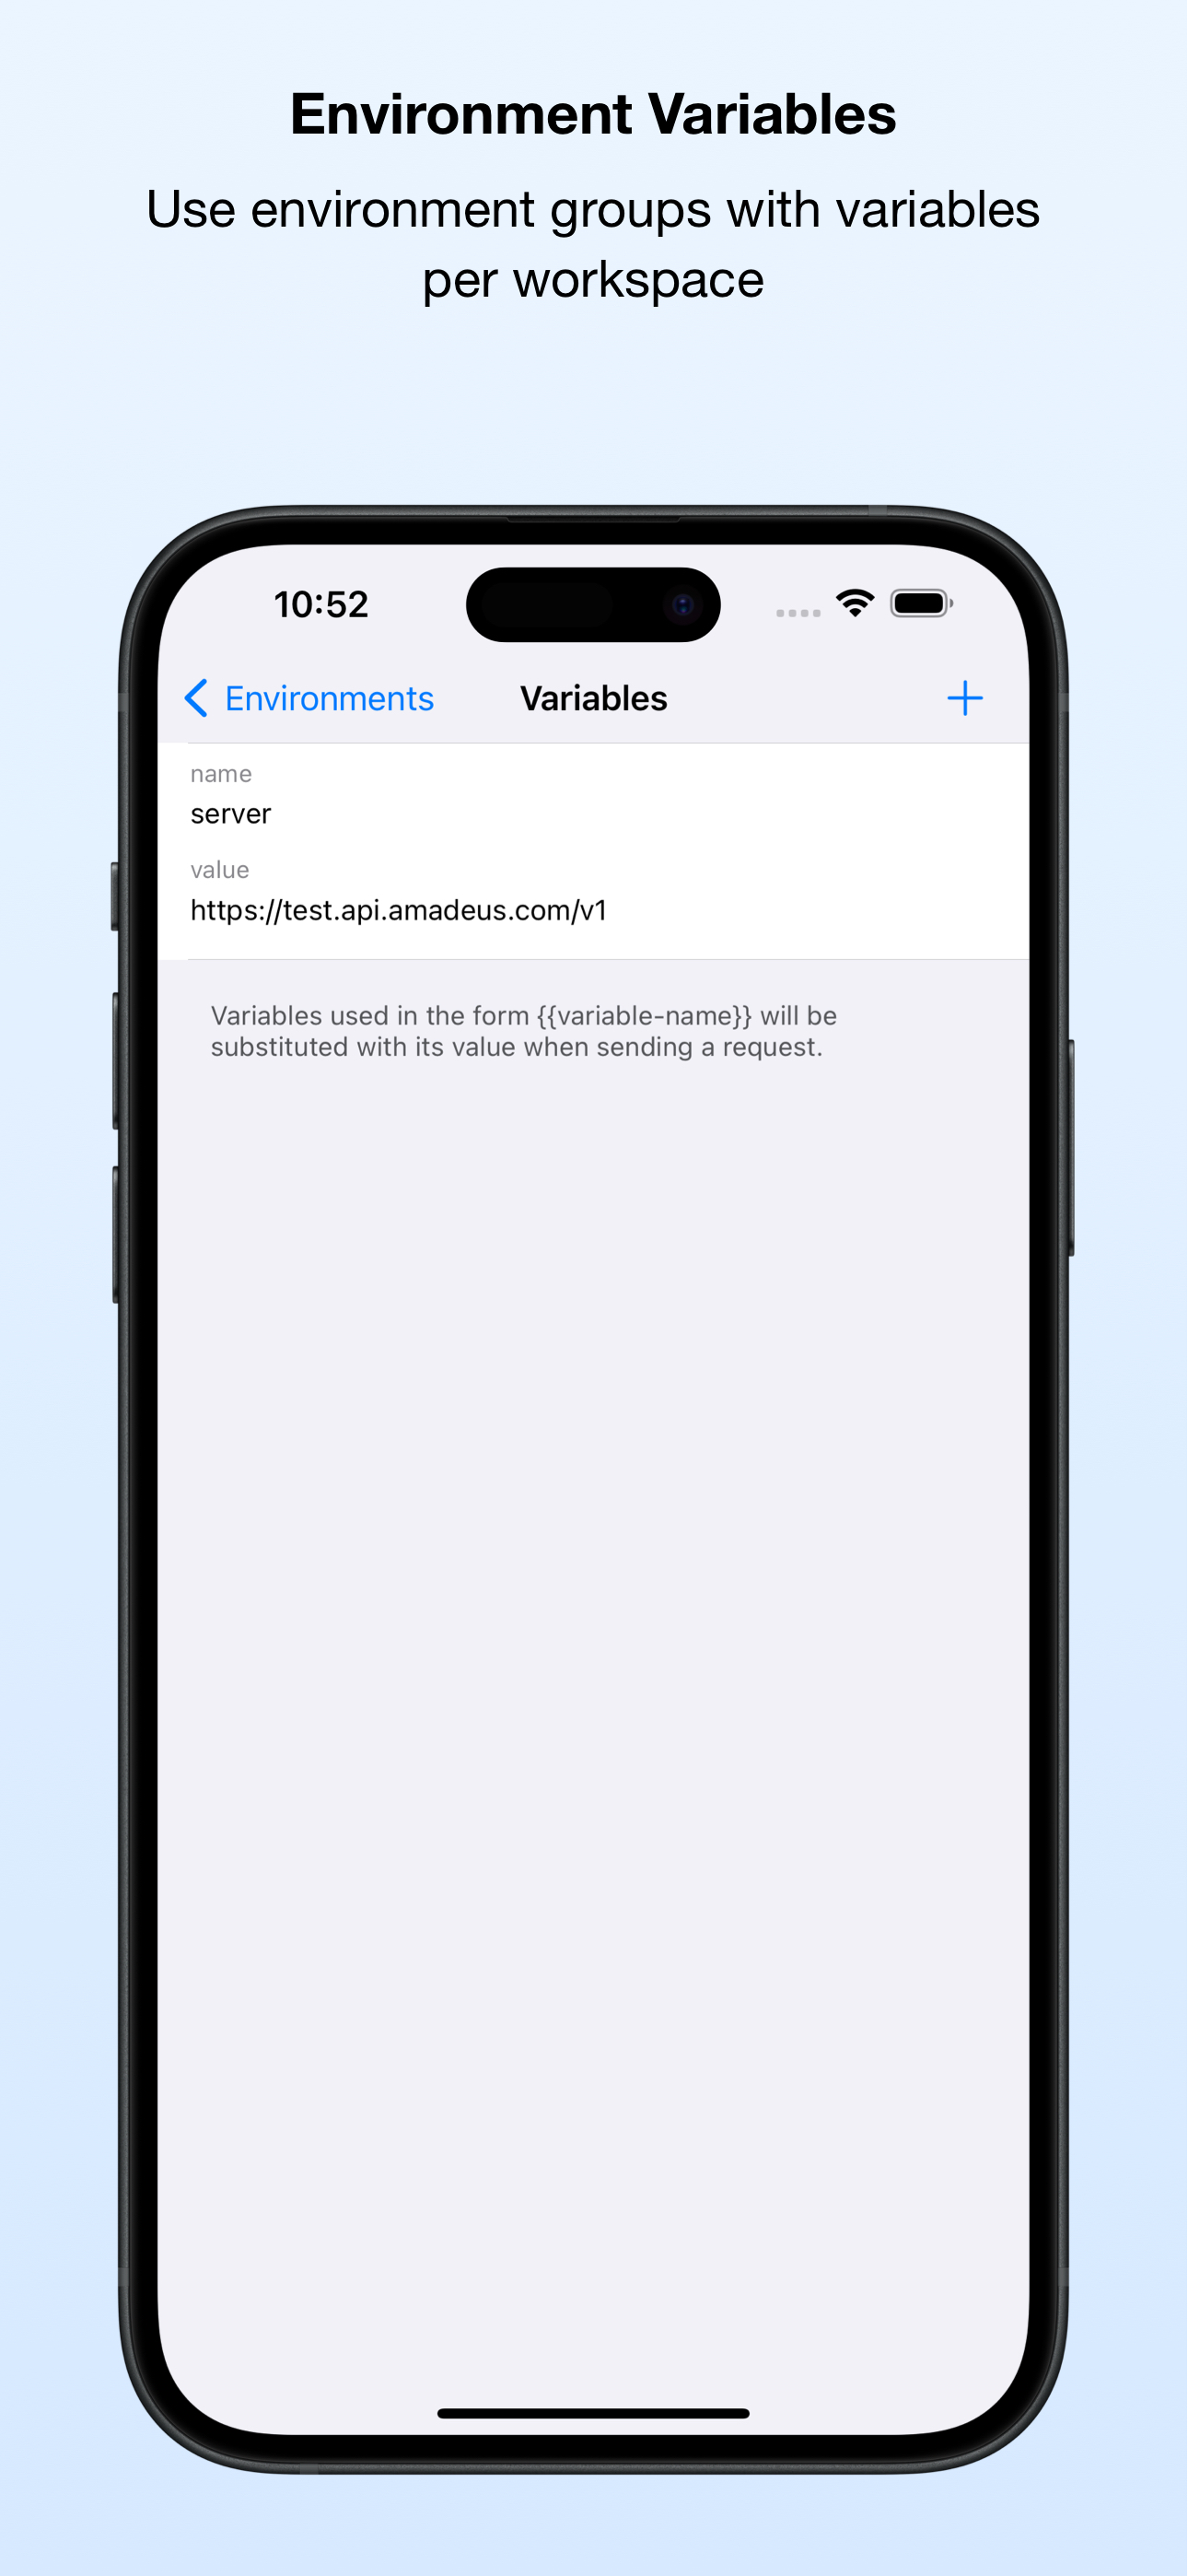 Environment Variables
Use environment groups with variables
per workspace
10:52
Environments
Variables
name
server
value
https://test.api.amadeus.com/v1
Variables used in the form {{variable-name}} will be
substituted with its value when sending a request.